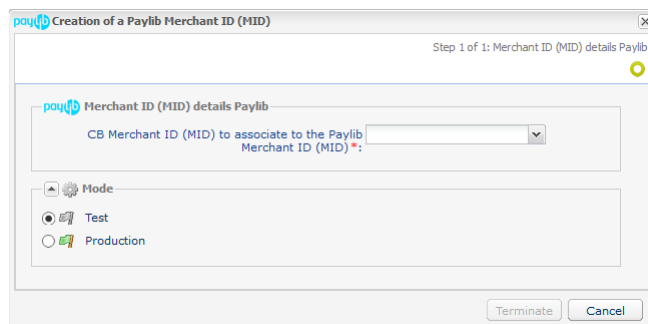 paylib Creation of a Paylib Merchant ID (MID)
Step 1 of 1: Merchant ID (MID) details Paylib
paylib Merchant ID (MID) details Paylib
CB Merchant ID (MID) to associate to the Paylib
Merchant ID (MID) *:
Mode
Test
Production
Terminate
Cancel